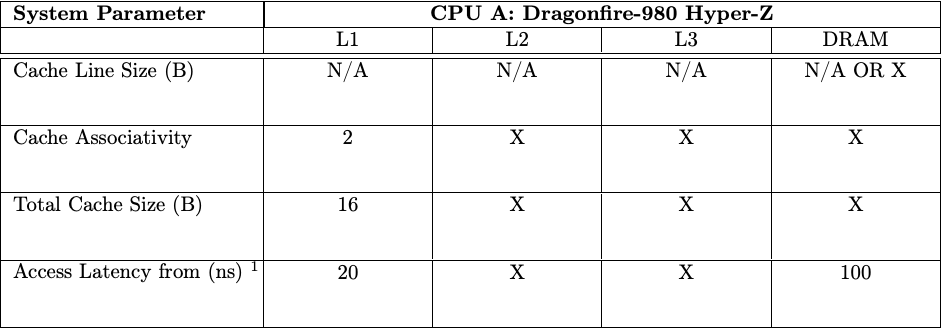 System Parameter CPU A: Dragonfire-980 Hyper-Z
L1 L2 L3 DRAM
Cache Line Size (B) N/A N/A N/A N/A OR X
Cache Associativity 2 X X X
Total Cache Size (B) 16 X X X
Access Latency from (ns) 1 20 X X 100